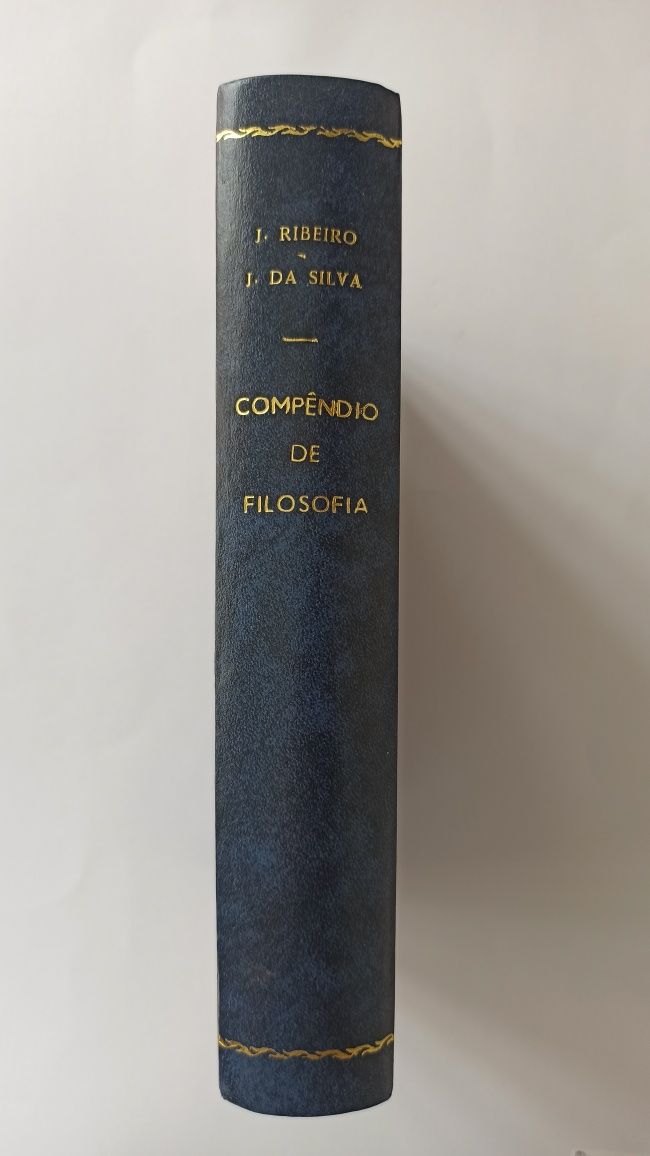 J. RIBEIRO
J. DA SILVA
COMPÊNDIO
DE
FILOSOFIA